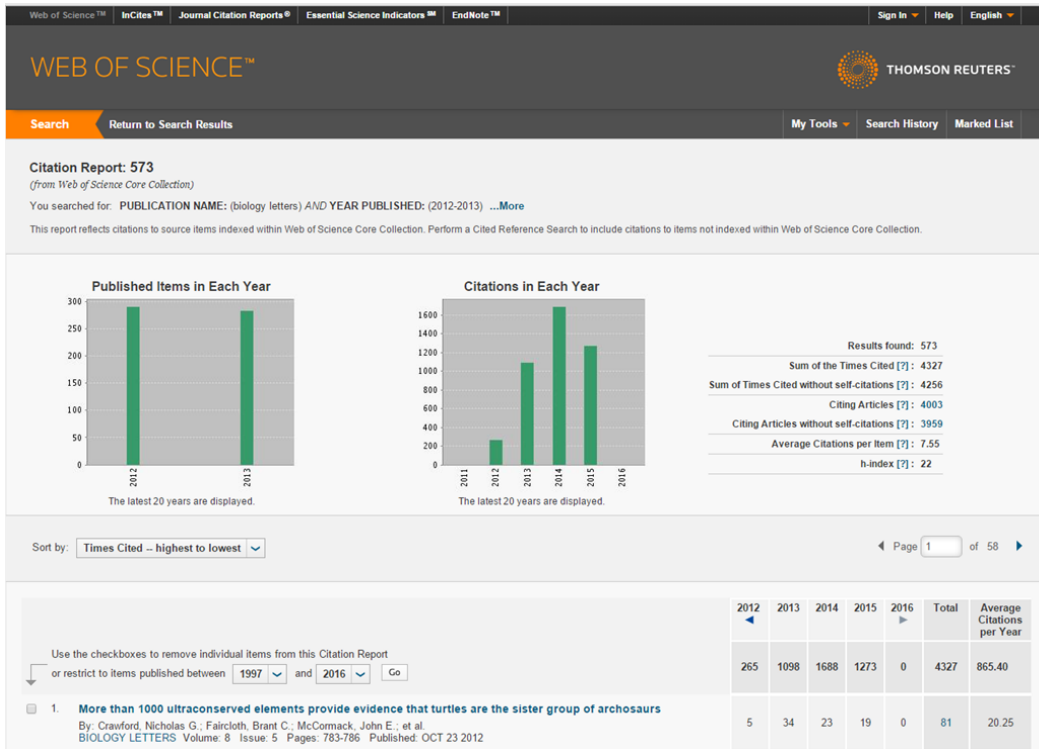 Web of Science™ InCites™ Journal Citation Reports® Essential Science Indicators℠ EndNote™ Sign In Help English
WEB OF SCIENCE™
THOMSON REUTERS™
Search Return to Search Results My Tools Search History Marked List
Citation Report: 573
(from Web of Science Core Collection)
You searched for: PUBLICATION NAME: (biology letters) AND YEAR PUBLISHED: (2012-2013) ...More
This report reflects citations to source items indexed within Web of Science Core Collection. Perform a Cited Reference Search to include citations to items not indexed within Web of Science Core Collection.
Published Items in Each Year
300
250
200
150
100
50
0
2012 2013
The latest 20 years are displayed.
Citations in Each Year
1600
1400
1200
1000
800
600
400
200
0
2011 2012 2013 2014 2015 2016
The latest 20 years are displayed.
Results found: 573
Sum of the Times Cited [?] : 4327
Sum of Times Cited without self-citations [?] : 4256
Citing Articles [?] : 4003
Citing Articles without self-citations [?] : 3959
Average Citations per Item [?] : 7.55
h-index [?] : 22
Sort by: Times Cited -- highest to lowest
Page 1 of 58
2012 2013 2014 2015 2016 Total Average
Citations
per Year
Use the checkboxes to remove individual items from this Citation Report
or restrict to items published between 1997 and 2016 Go
265 1098 1688 1273 0 4327 865.40
1. More than 1000 ultraconserved elements provide evidence that turtles are the sister group of archosaurs
By: Crawford, Nicholas G.; Faircloth, Brant C.; McCormack, John E.; et al.
BIOLOGY LETTERS Volume: 8 Issue: 5 Pages: 783-786 Published: OCT 23 2012
5 34 23 19 0 81 20.25